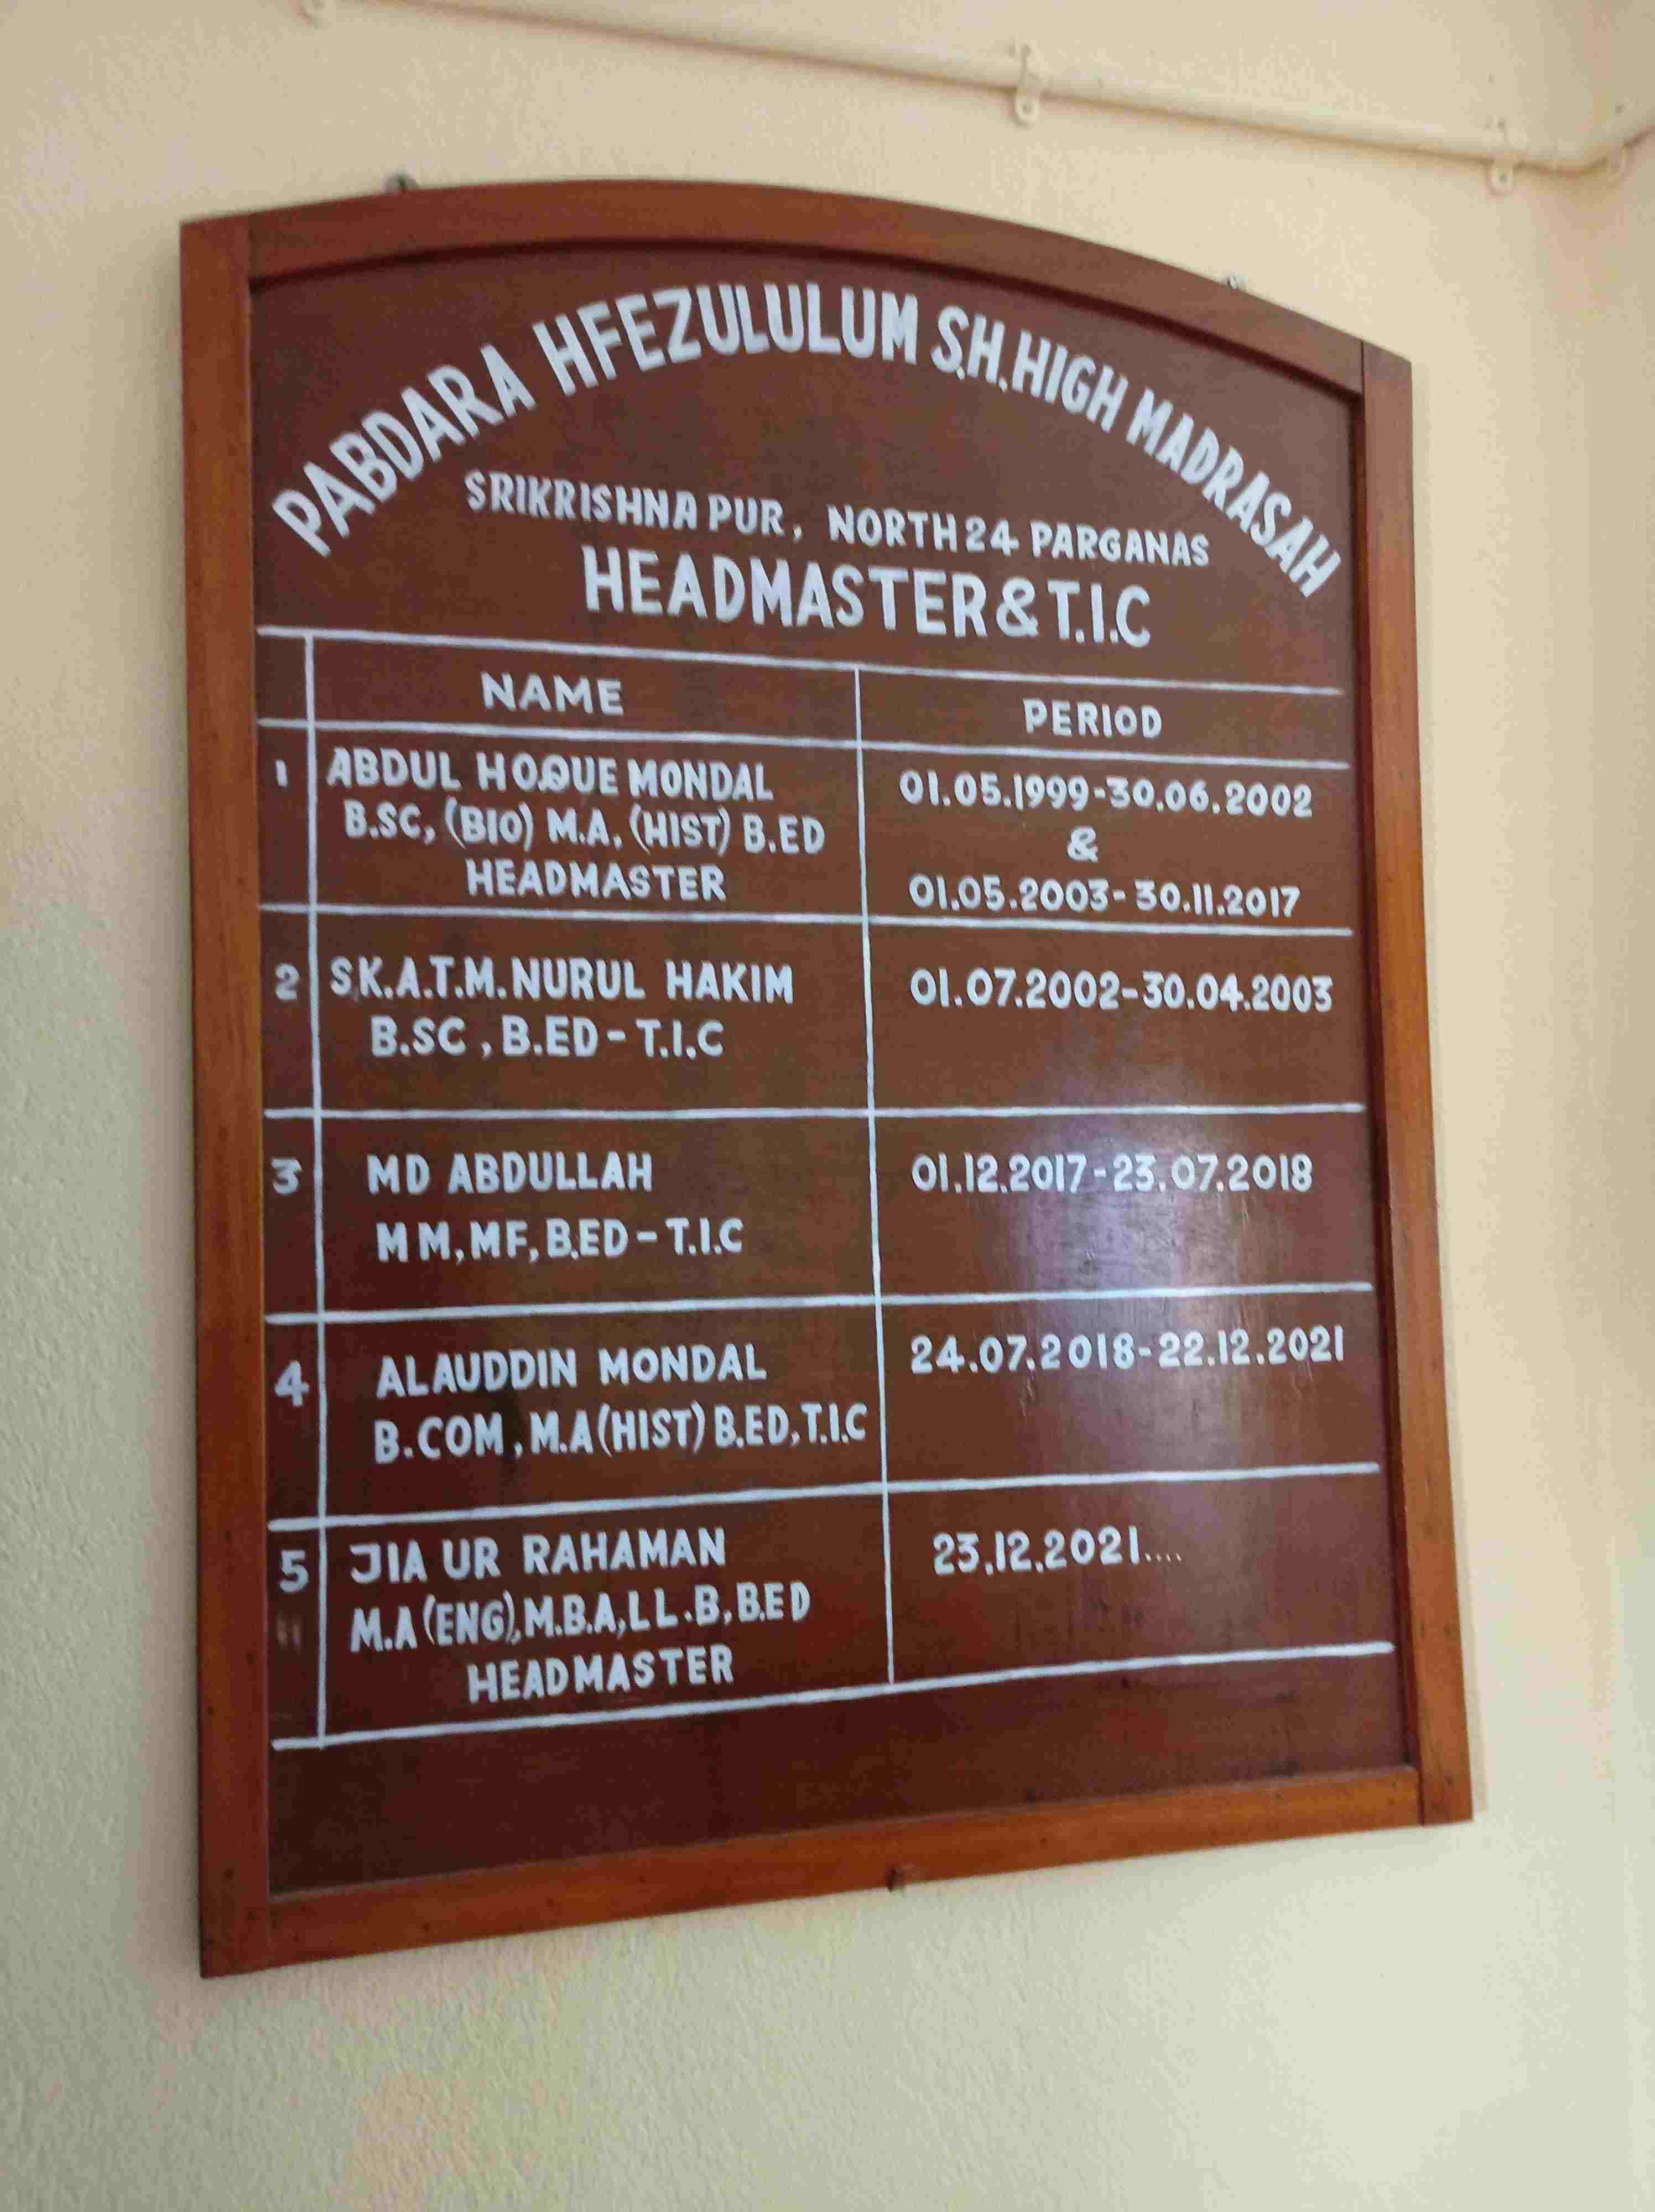 PABDARA HFEZULULUM S.H. HIGH MADRASAH
SRIKRISHNAPUR, NORTH 24 PARGANAS
HEADMASTER & T.I.C
NAME PERIOD
1 ABDUL HOQUE MONDAL 01.05.1999-30.06.2002
B.SC, (BIO) M.A. (HIST) B.ED &
HEADMASTER 01.05.2003-30.11.2017
2 SK.A.T.M. NURUL HAKIM 01.07.2002-30.04.2003
B.SC, B.ED - T.I.C
3 MD ABDULLAH 01.12.2017-23.07.2018
MM, MF, B.ED - T.I.C
4 ALAUDDIN MONDAL 24.07.2018-22.12.2021
B.COM, M.A (HIST) B.ED, T.I.C
5 JIA UR RAHAMAN 23.12.2021....
M.A (ENG), M.B.A, LL.B, B.ED
HEADMASTER